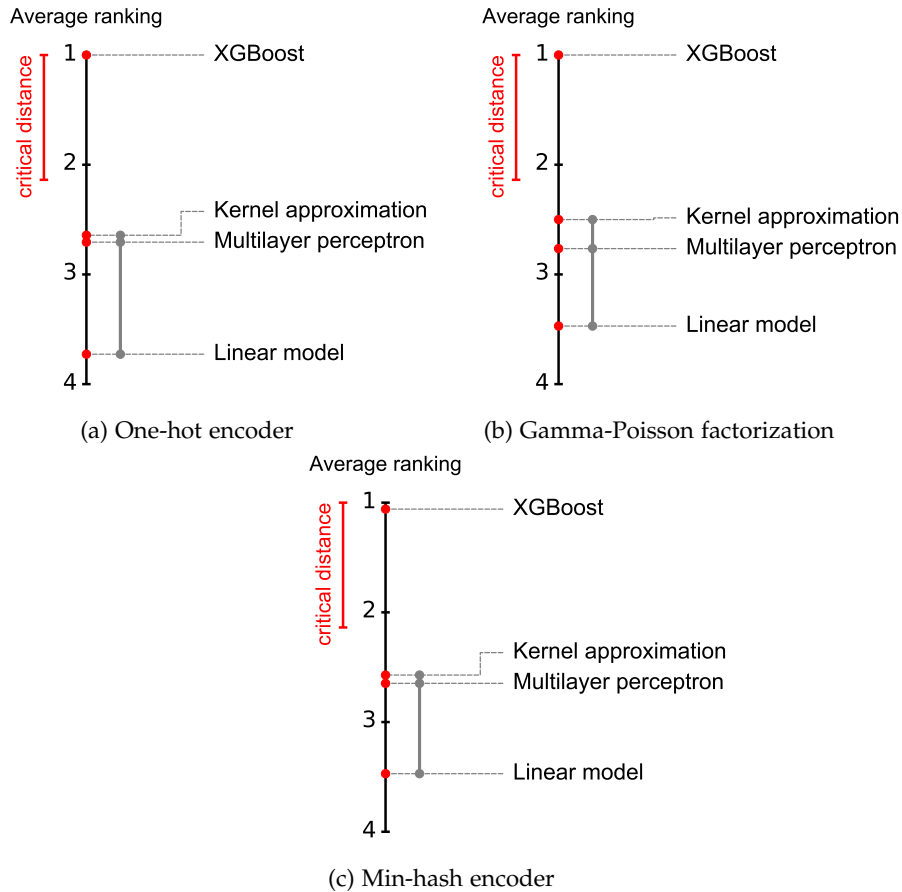 Average ranking
1
2
3
4
critical distance
XGBoost
Kernel approximation
Multilayer perceptron
Linear model
(a) One-hot encoder
Average ranking
1
2
3
4
critical distance
XGBoost
Kernel approximation
Multilayer perceptron
Linear model
(b) Gamma-Poisson factorization
Average ranking
1
2
3
4
critical distance
XGBoost
Kernel approximation
Multilayer perceptron
Linear model
(c) Min-hash encoder